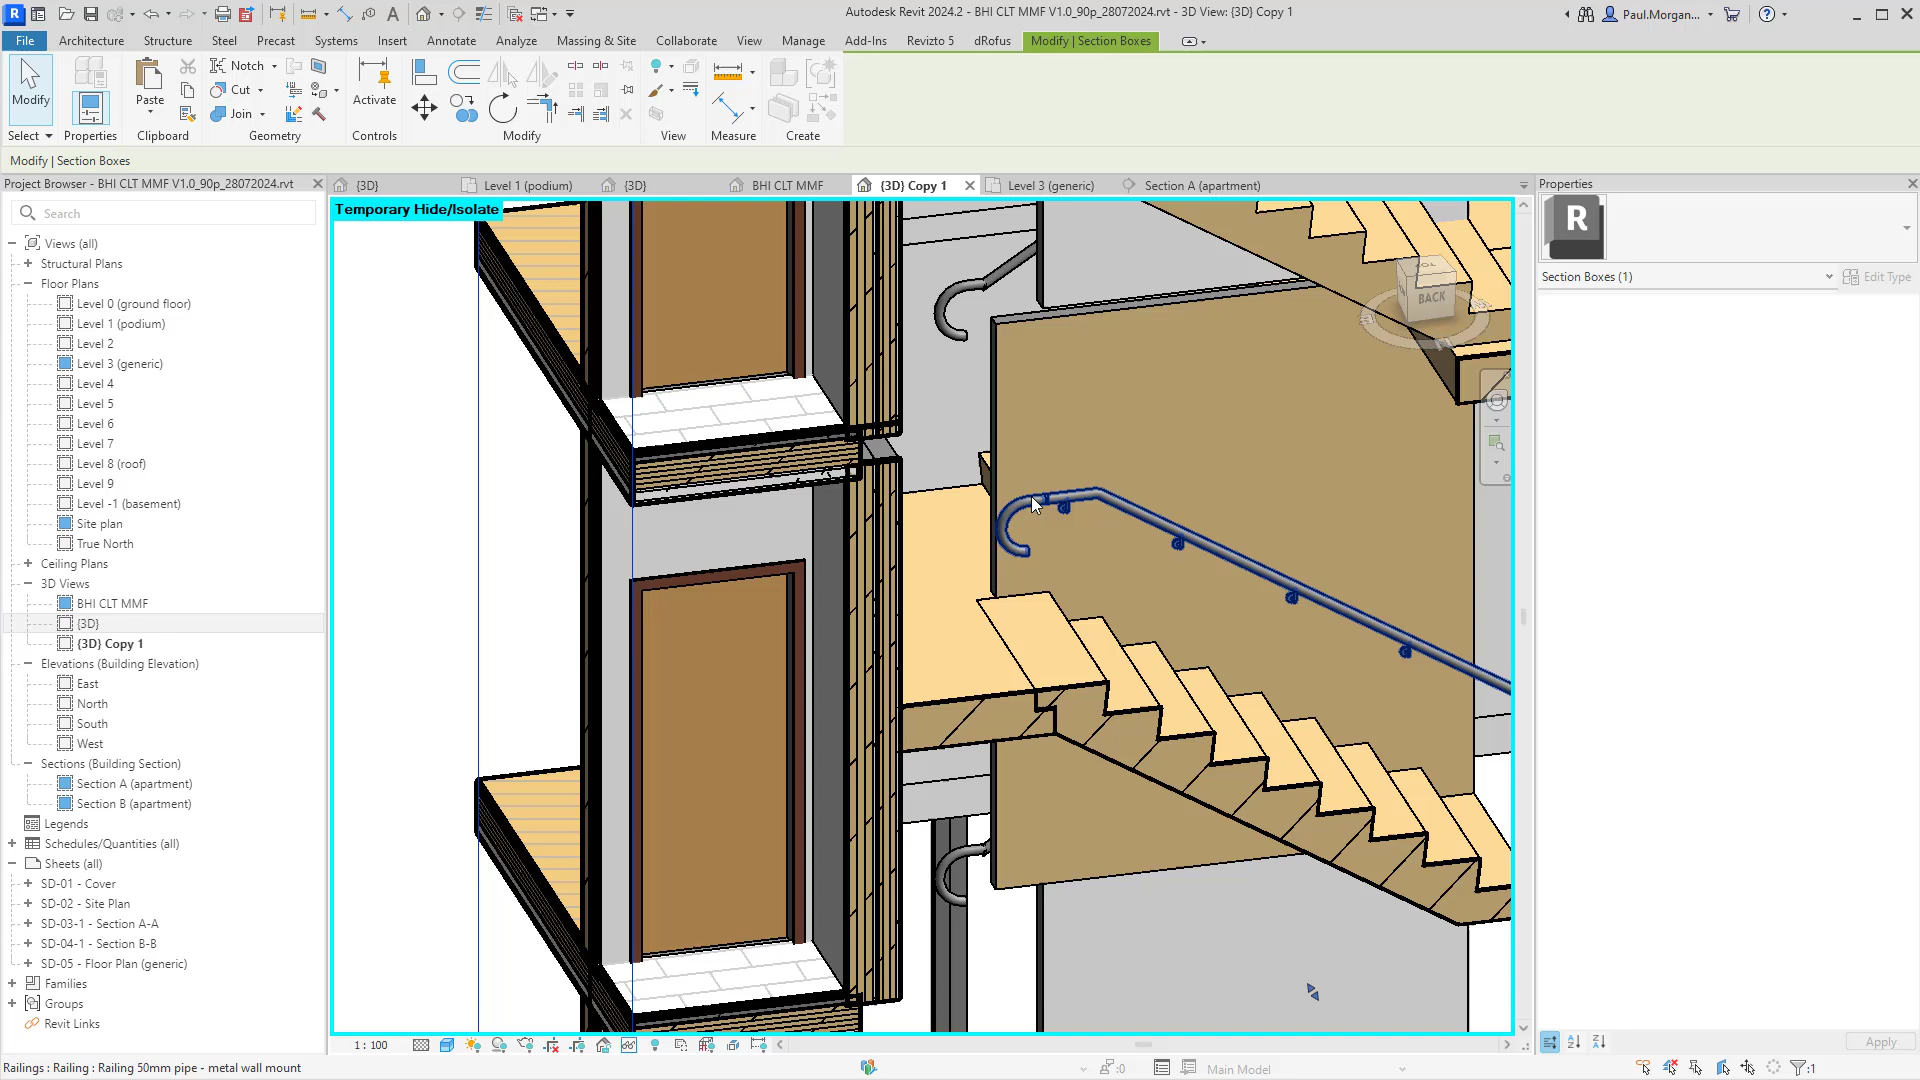 Autodesk Revit 2024.2 - BHI CLT MMF V1.0_90p_28072024.rvt - 3D View: {3D} Copy 1
Paul.Morgan...
File
Architecture
Structure
Steel
Precast
Systems
Insert
Annotate
Analyze
Massing & Site
Collaborate
View
Manage
Add-Ins
Revizto 5
dRofus
Modify | Section Boxes
Modify
Paste
Notch
Cut
Join
Activate
Select
Properties
Clipboard
Geometry
Controls
Modify
View
Measure
Create
Modify | Section Boxes
Project Browser - BHI CLT MMF V1.0_90p_28072024.rvt
{3D}
Level 1 (podium)
{3D}
BHI CLT MMF
{3D} Copy 1
Level 3 (generic)
Section A (apartment)
Properties
Search
Temporary Hide/Isolate
R
Section Boxes (1)
Edit Type
BACK
Views (all)
Structural Plans
Floor Plans
Level 0 (ground floor)
Level 1 (podium)
Level 2
Level 3 (generic)
Level 4
Level 5
Level 6
Level 7
Level 8 (roof)
Level 9
Level -1 (basement)
Site plan
True North
Ceiling Plans
3D Views
BHI CLT MMF
{3D}
{3D} Copy 1
Elevations (Building Elevation)
East
North
South
West
Sections (Building Section)
Section A (apartment)
Section B (apartment)
Legends
Schedules/Quantities (all)
Sheets (all)
SD-01 - Cover
SD-02 - Site Plan
SD-03-1 - Section A-A
SD-04-1 - Section B-B
SD-05 - Floor Plan (generic)
Families
Groups
Revit Links
1 : 100
Apply
Railings : Railing : Railing 50mm pipe - metal wall mount
:0
Main Model
:1